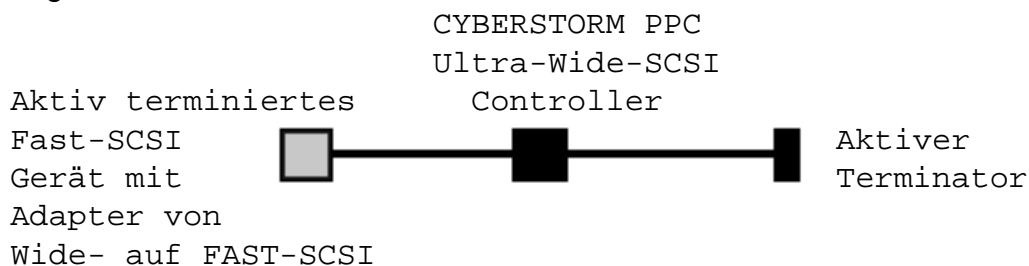 CYBERSTORM PPC
Ultra-Wide-SCSI
Controller
Aktiv terminiertes
Fast-SCSI
Gerät mit
Adapter von
Wide- auf FAST-SCSI
Aktiver
Terminator